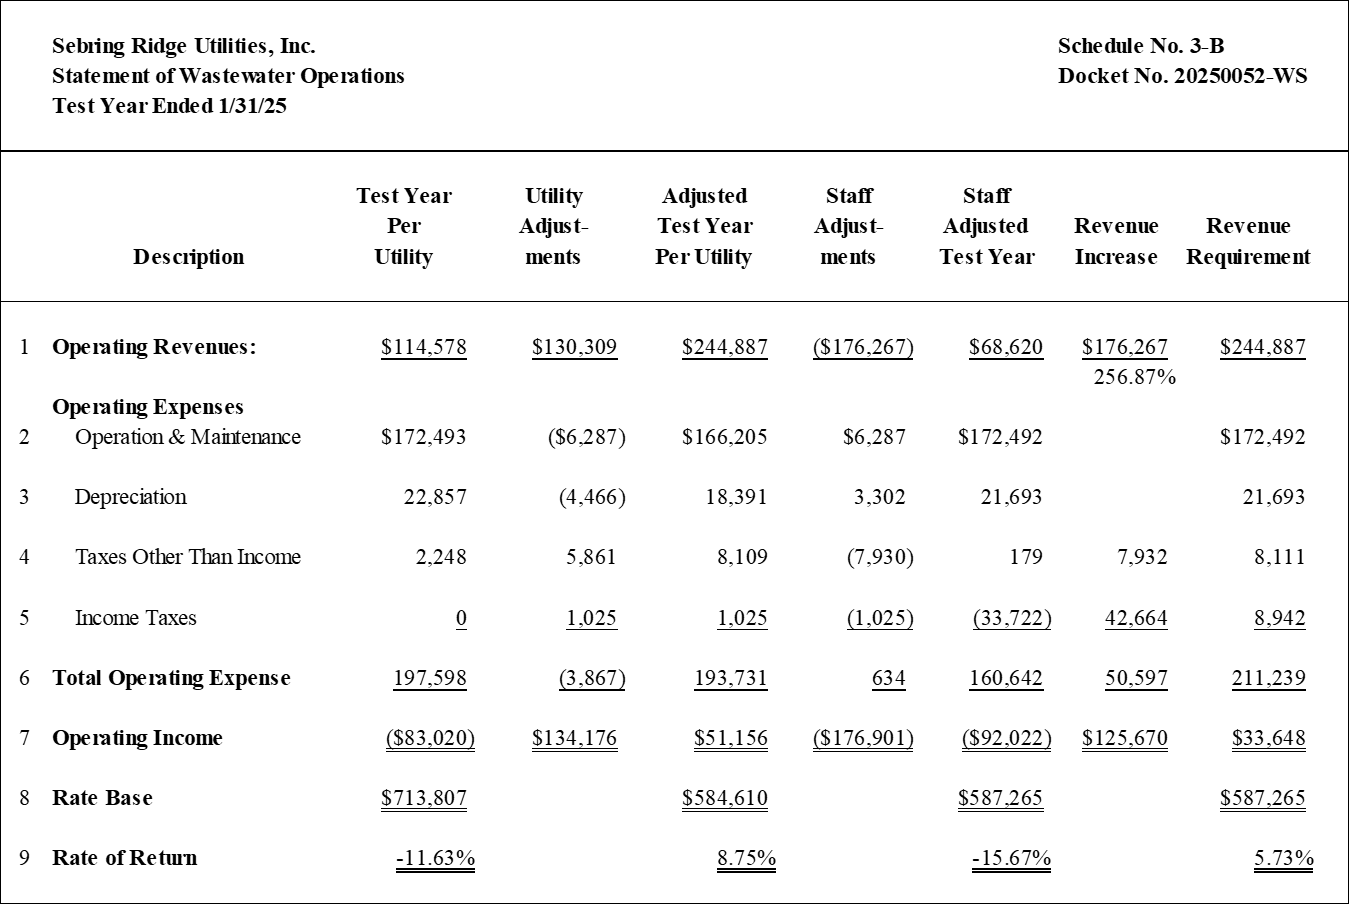 Sebring Ridge Utilities, Inc. Schedule No. 3-B
Statement of Wastewater Operations Docket No. 20250052-WS
Test Year Ended 1/31/25
Test Year Utility Adjusted Staff Staff
Per Adjust- Test Year Adjust- Adjusted Revenue Revenue
Description Utility ments Per Utility ments Test Year Increase Requirement
1 Operating Revenues: $114,578 $130,309 $244,887 ($176,267) $68,620 $176,267 $244,887
256.87%
Operating Expenses
2 Operation & Maintenance $172,493 ($6,287) $166,205 $6,287 $172,492 $172,492
3 Depreciation 22,857 (4,466) 18,391 3,302 21,693 21,693
4 Taxes Other Than Income 2,248 5,861 8,109 (7,930) 179 7,932 8,111
5 Income Taxes 0 1,025 1,025 (1,025) (33,722) 42,664 8,942
6 Total Operating Expense 197,598 (3,867) 193,731 634 160,642 50,597 211,239
7 Operating Income ($83,020) $134,176 $51,156 ($176,901) ($92,022) $125,670 $33,648
8 Rate Base $713,807 $584,610 $587,265 $587,265
9 Rate of Return -11.63% 8.75% -15.67% 5.73%